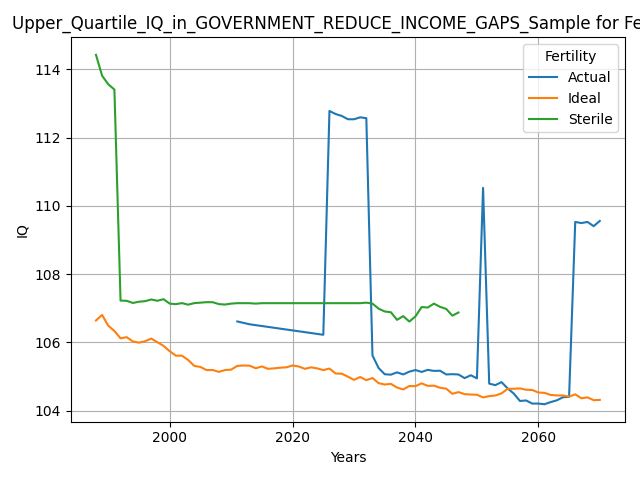 Upper_Quartile_IQ_in_GOVERNMENT_REDUCE_INCOME_GAPS_Sample for Fe
Fertility
Actual
Ideal
Sterile
114
112
110
108
106
104
IQ
2000 2020 2040 2060
Years